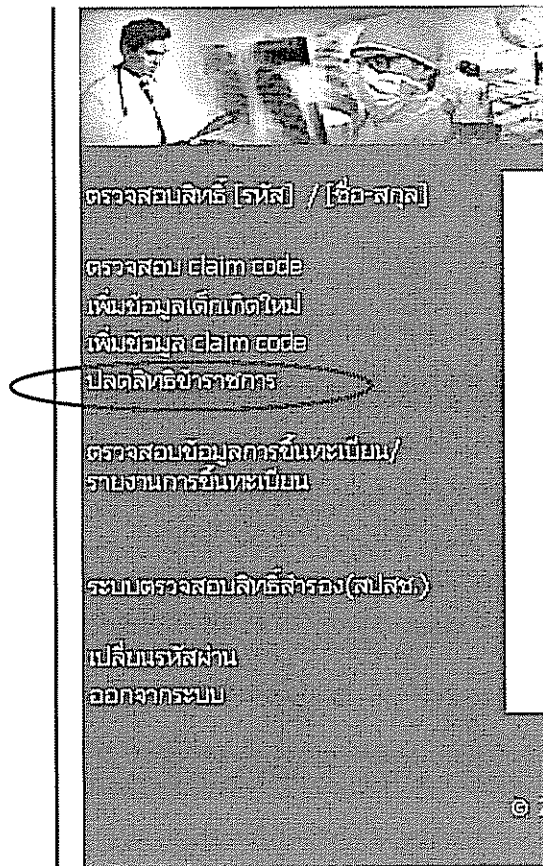 ตรวจสอบสิทธิ์ [รหัส] / [ชื่อ-สกุล]
ตรวจสอบ claim code
เพิ่มข้อมูลเด็กเกิดใหม่
เพิ่มข้อมูล claim code
ปลดสิทธิข้าราชการ
ตรวจสอบข้อมูลการขึ้นทะเบียน/
รายงานการขึ้นทะเบียน
ระบบตรวจสอบสิทธิ์สำรอง(สปสช.)
เปลี่ยนรหัสผ่าน
ออกจากระบบ
©